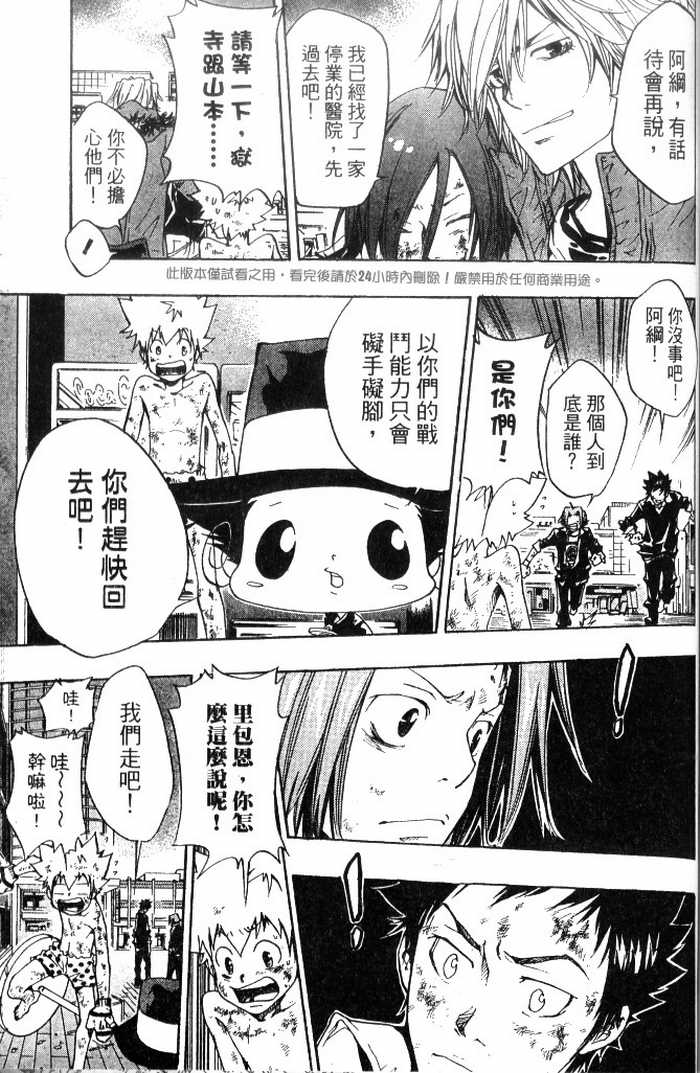 阿綱，有話
待會再說，
我已經找了一家
停業的醫院，先
過去吧！
請等一下，獄
寺跟山本……
你不必擔
心他們！
此版本僅試看之用，看完後請於24小時內刪除！嚴禁用於任何商業用途。
你沒事吧！
阿綱！
那個人到
底是誰？
是你們！
以你們的戰
鬥能力只會
礙手礙腳，
你們趕快回
去吧！
里包恩，你怎
麼這麼說呢！
我們走吧！
哇！
哇～～～
幹嘛啦！